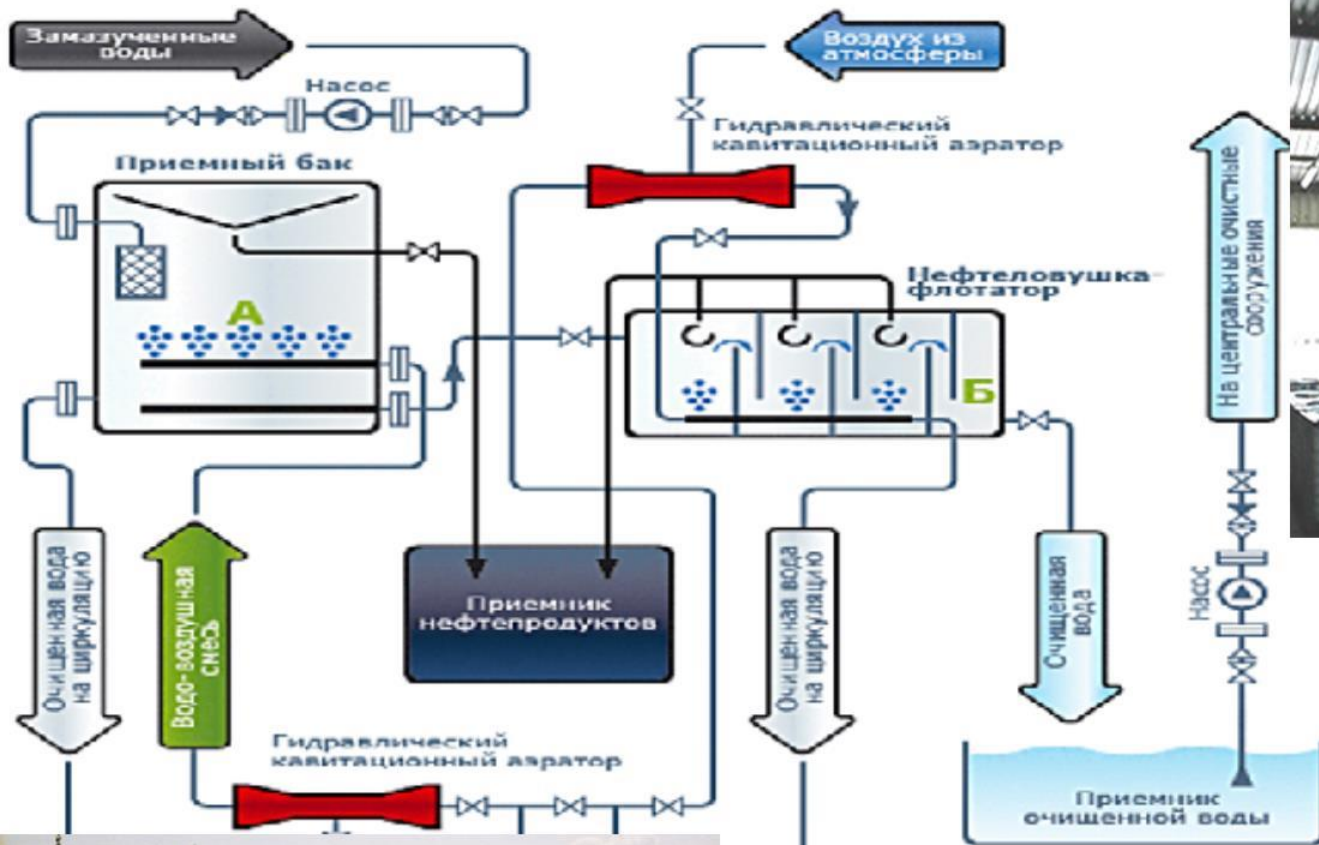 Замазученные
воды
Воздух из
атмосферы
Насос
Гидравлический
кавитационный аэратор
Приемный бак
Нефтеловушка-
флотатор
А
Б
На центральные очистные
сооружения
Очищенная вода
на циркуляцию
Водо-воздушная
смесь
Приемник
нефтепродуктов
Очищенная вода
на циркуляцию
Очищенная
вода
Насос
Гидравлический
кавитационный аэратор
Приемник
очищенной воды